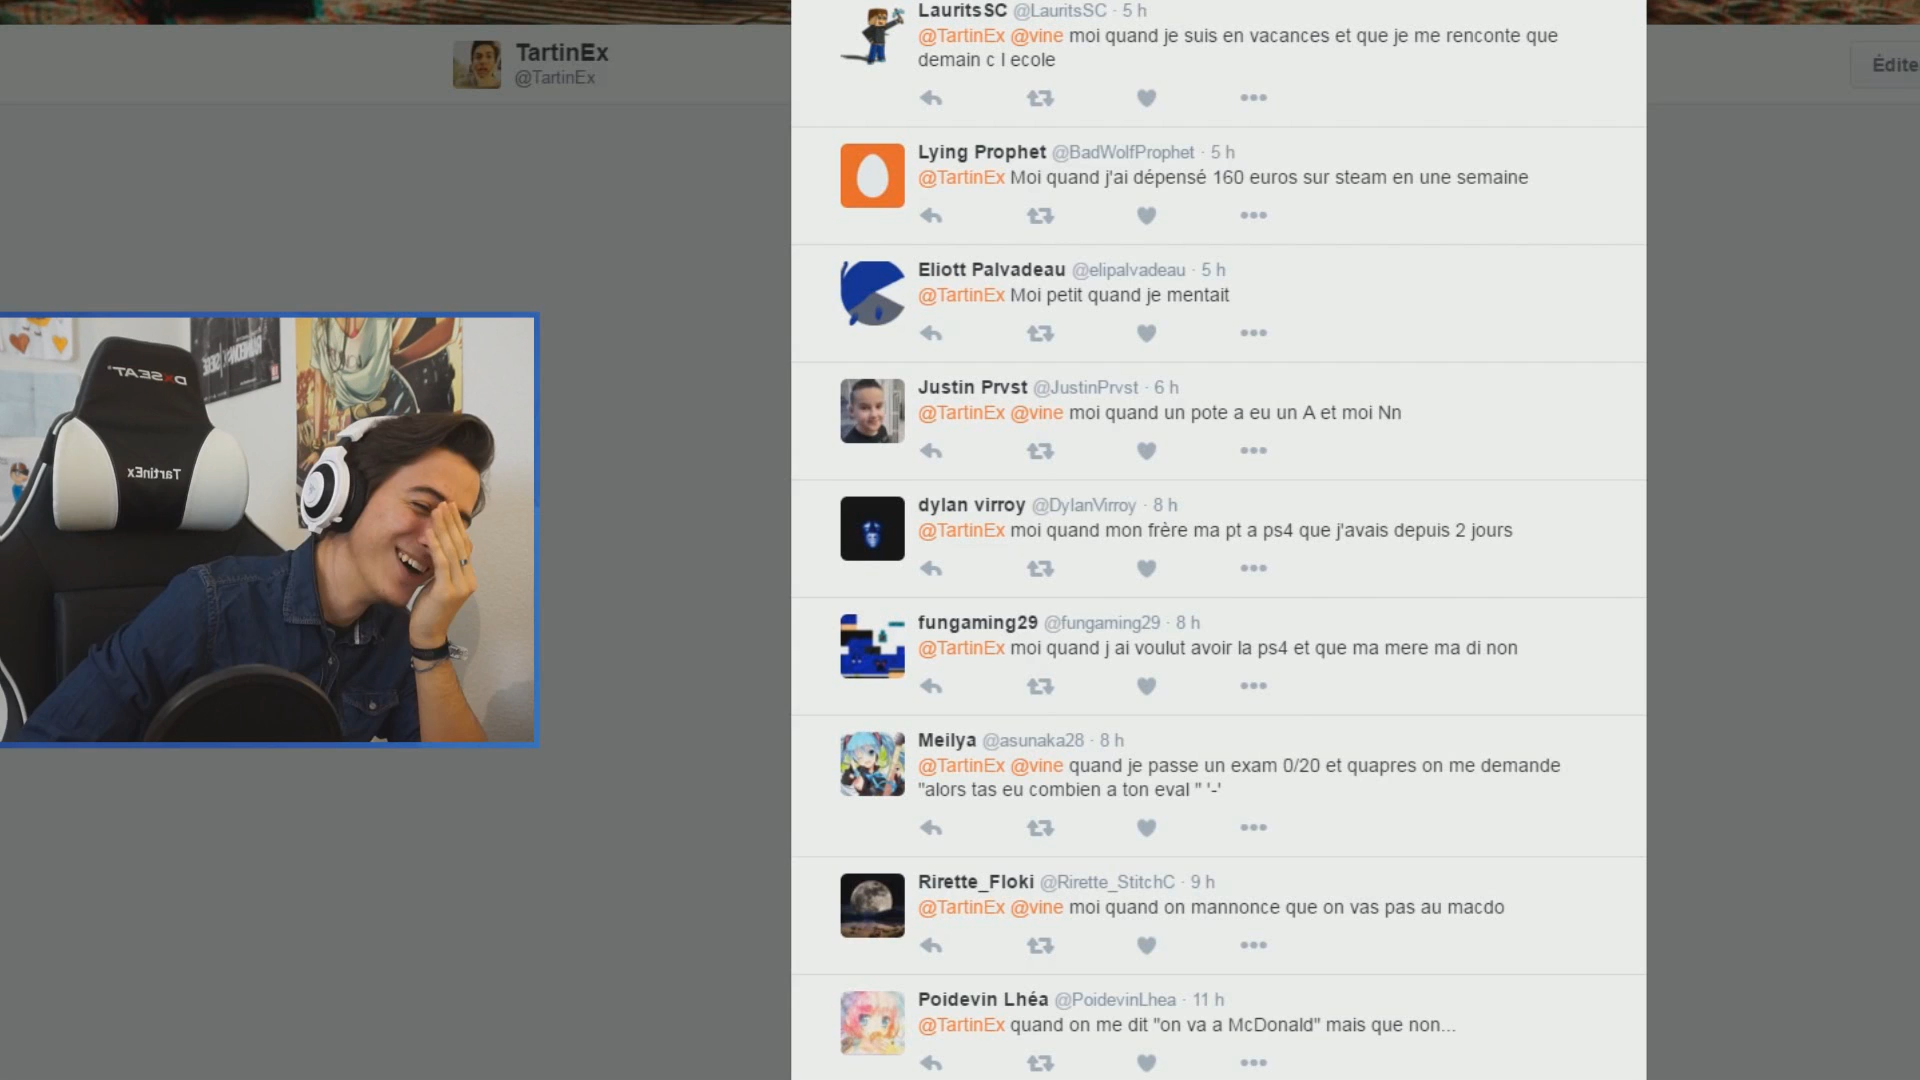 TartinEx
@TartinEx
Édite
LauritsSC @LauritsSC · 5 h
@TartinEx @vine moi quand je suis en vacances et que je me renconte que
demain c l ecole
Lying Prophet @BadWolfProphet · 5 h
@TartinEx Moi quand j'ai dépensé 160 euros sur steam en une semaine
Eliott Palvadeau @elipalvadeau · 5 h
@TartinEx Moi petit quand je mentait
Justin Prvst @JustinPrvst · 6 h
@TartinEx @vine moi quand un pote a eu un A et moi Nn
dylan virroy @DylanVirroy · 8 h
@TartinEx moi quand mon frère ma pt a ps4 que j'avais depuis 2 jours
fungaming29 @fungaming29 · 8 h
@TartinEx moi quand j ai voulut avoir la ps4 et que ma mere ma di non
Meilya @asunaka28 · 8 h
@TartinEx @vine quand je passe un exam 0/20 et quapres on me demande
"alors tas eu combien a ton eval " '-'
Rirette_Floki @Rirette_StitchC · 9 h
@TartinEx @vine moi quand on mannonce que on vas pas au macdo
Poidevin Lhéa @PoidevinLhea · 11 h
@TartinEx quand on me dit "on va a McDonald" mais que non...
DXSEAT
TartinEx
RAINBOW SIX SIEGE